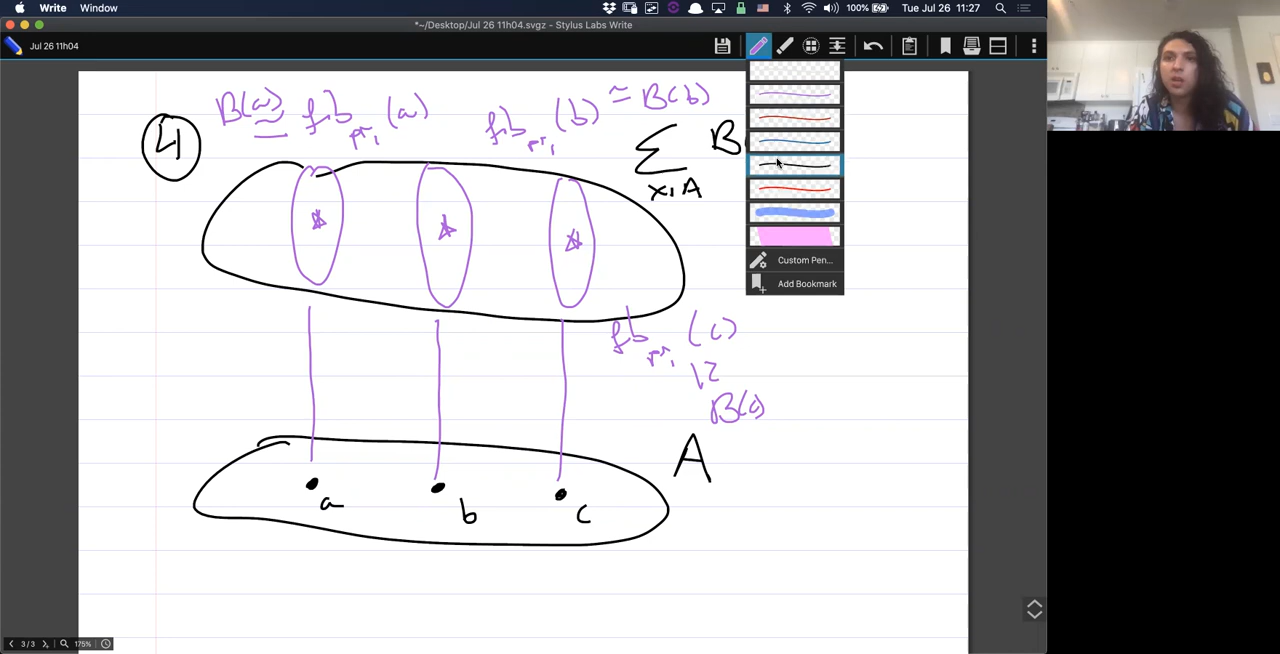 Write Window 100% Tue Jul 26 11:27
*~/Desktop/Jul 26 11h04.svgz - Stylus Labs Write
Jul 26 11h04
B(a) ≅ fib_pr₁ (a)
fib_pr₁ (b) ≃ B(b)
4
Σ_x:A B(
Custom Pen...
Add Bookmark
fib_pr₁ (c)
B(c)
A
a
b
c
3/3 175%